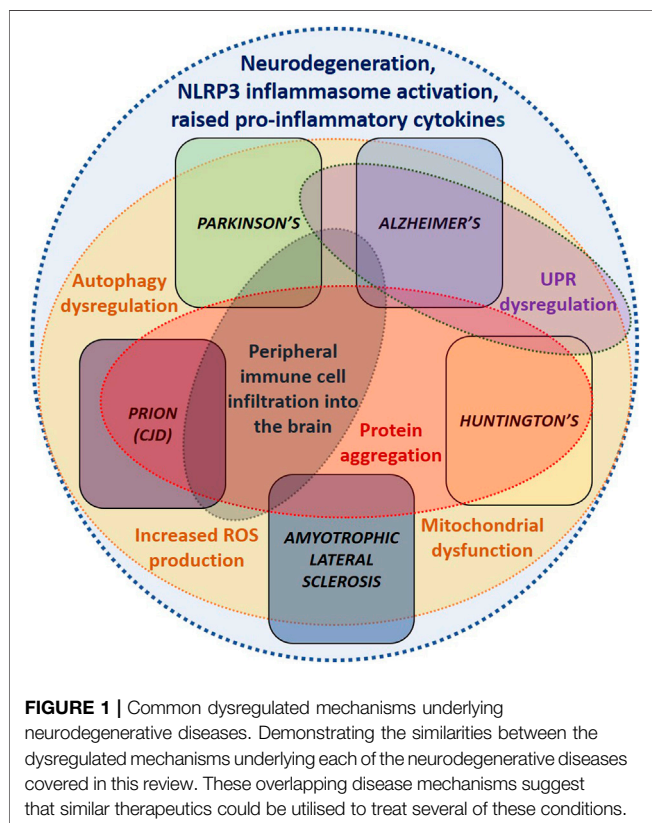 Neurodegeneration,
NLRP3 inflammasome activation,
raised pro-inflammatory cytokines
PARKINSON'S
ALZHEIMER'S
Autophagy
dysregulation
UPR
dysregulation
Peripheral
immune cell
infiltration into
the brain
PRION
(CJD)
Protein
aggregation
HUNTINGTON'S
Increased ROS
production
AMYOTROPHIC
LATERAL
SCLEROSIS
Mitochondrial
dysfunction
FIGURE 1 | Common dysregulated mechanisms underlying
neurodegenerative diseases. Demonstrating the similarities between the
dysregulated mechanisms underlying each of the neurodegenerative diseases
covered in this review. These overlapping disease mechanisms suggest
that similar therapeutics could be utilised to treat several of these conditions.